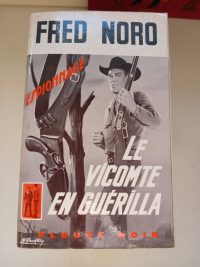 FRED NORO
ESPIONNAGE
LE
VICOMTE
EN GUÉRILLA
FLEUVE NOIR